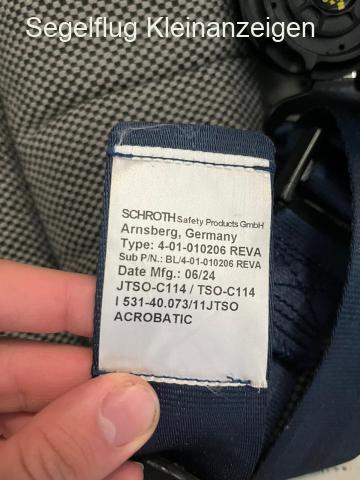 Segelflug Kleinanzeigen
SCHROTH Safety Products GmbH
Arnsberg, Germany
Type: 4-01-010206 REVA
Sub P/N.: BL/4-01-010206 REVA
Date Mfg.: 06/24
JTSO-C114 / TSO-C114
I 531-40.073/11JTSO
ACROBATIC